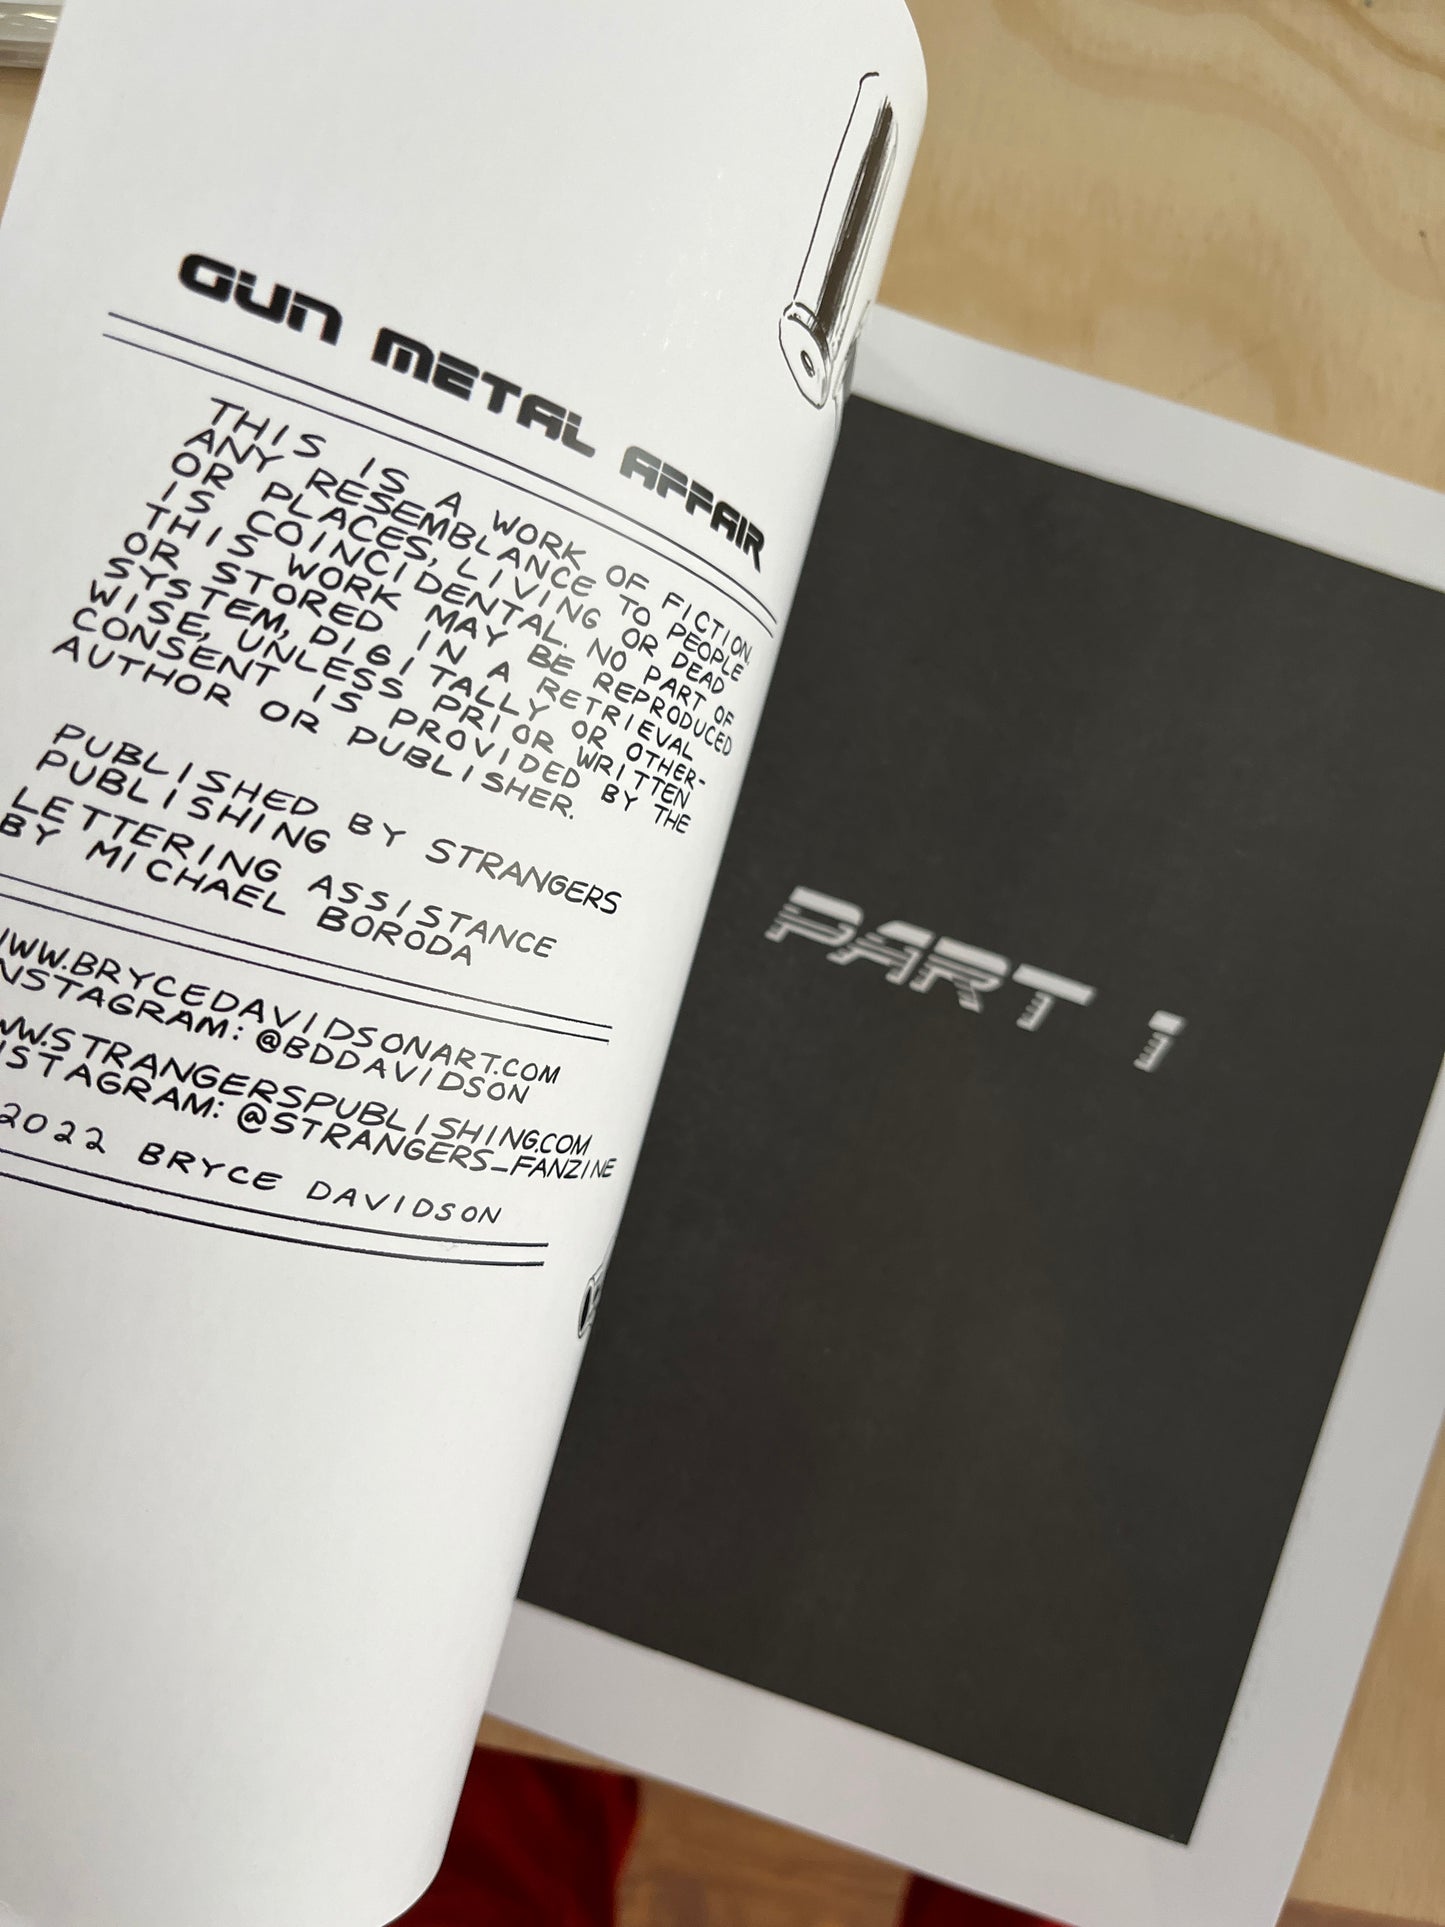 GUN METAL AFFAIR
THIS IS A WORK OF FICTION.
ANY RESEMBLANCE TO PEOPLE
OR PLACES, LIVING OR DEAD
IS COINCIDENTAL. NO PART OF
THIS WORK MAY BE REPRODUCED
OR STORED IN A RETRIEVAL
SYSTEM, DIGITALLY OR OTHER-
WISE, UNLESS PRIOR WRITTEN
CONSENT IS PROVIDED BY THE
AUTHOR OR PUBLISHER.
PUBLISHED BY STRANGERS
PUBLISHING
LETTERING ASSISTANCE
BY MICHAEL BORODA
WW.BRYCEDAVIDSONART.COM
NSTAGRAM: @BDDAVIDSON
WW.STRANGERSPUBLISHING.COM
NSTAGRAM: @STRANGERS_FANZINE
2022 BRYCE DAVIDSON
PART 1